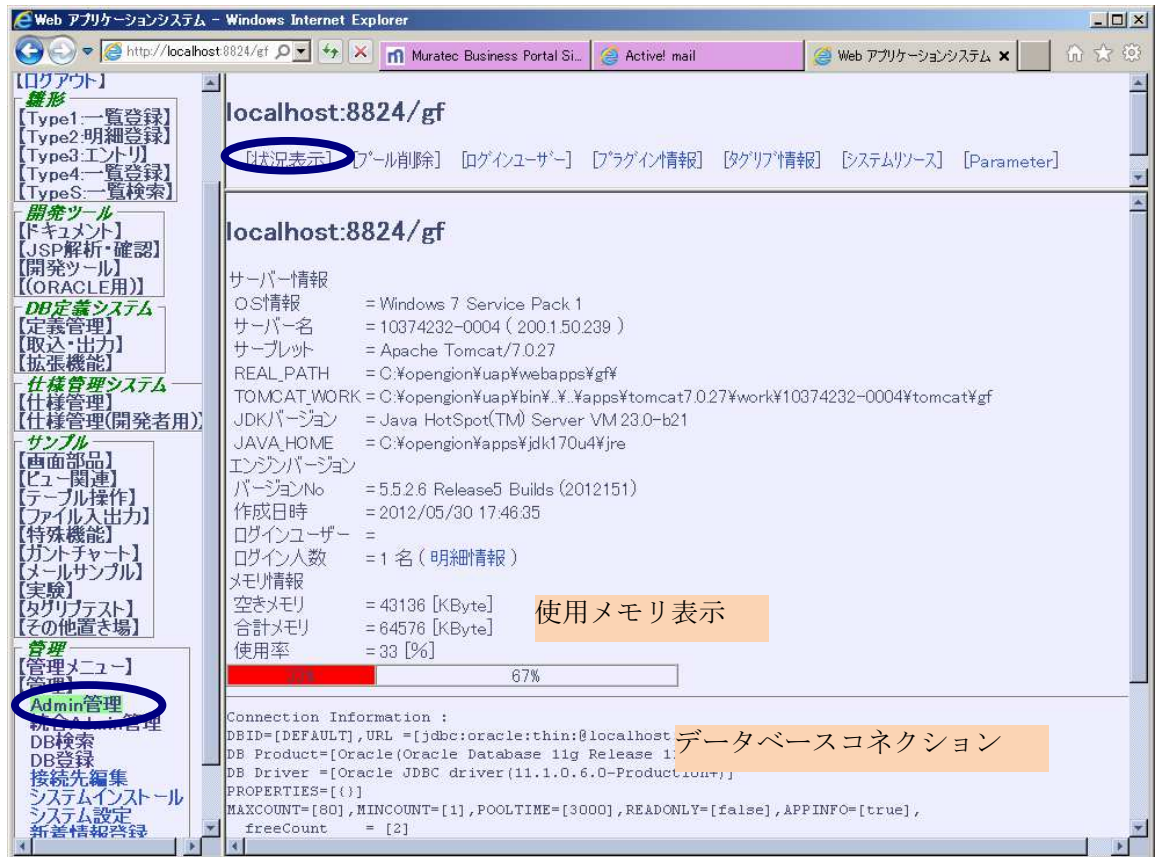 Web アプリケーションシステム - Windows Internet Explorer
http://localhost:8824/gf
Muratec Business Portal Si...
Active! mail
Web アプリケーションシステム
【ログアウト】
雛形
【Type1:一覧登録】
【Type2:明細登録】
【Type3:エントリ】
【Type4:一覧登録】
【TypeS:一覧検索】
開発ツール
【ドキュメント】
【JSP解析・確認】
【開発ツール】
【(ORACLE用)】
DB定義システム
【定義管理】
【取込・出力】
【拡張機能】
仕様管理システム
【仕様管理】
【仕様管理(開発者用)】
サンプル
【画面部品】
【ビュー関連】
【テーブル操作】
【ファイル入出力】
【特殊機能】
【ガントチャート】
【メールサンプル】
【実験】
【タグリブテスト】
【その他置き場】
管理
【管理メニュー】
【管理】
Admin管理
統合Admin管理
DB検索
DB登録
接続先編集
システムインストール
システム設定
新着情報登録
localhost:8824/gf
[状況表示] [プール削除] [ログインユーザー] [プラグイン情報] [タグリブ情報] [システムリソース] [Parameter]
localhost:8824/gf
サーバー情報
OS情報 = Windows 7 Service Pack 1
サーバー名 = 10374232-0004 ( 200.1.50.239 )
サーブレット = Apache Tomcat/7.0.27
REAL_PATH = C:¥opengion¥uap¥webapps¥gf¥
TOMCAT_WORK = C:¥opengion¥uap¥bin¥..¥..¥apps¥tomcat7.0.27¥work¥10374232-0004¥tomcat¥gf
JDKバージョン = Java HotSpot(TM) Server VM 23.0-b21
JAVA_HOME = C:¥opengion¥apps¥jdk170u4¥jre
エンジンバージョン
バージョンNo = 5.5.2.6 Release5 Builds (2012151)
作成日時 = 2012/05/30 17:46:35
ログインユーザー =
ログイン人数 = 1 名 ( 明細情報 )
メモリ情報
空きメモリ = 43136 [KByte]
合計メモリ = 64576 [KByte]
使用率 = 33 [%]
使用メモリ表示
33% 67%
Connection Information :
DBID=[DEFAULT],URL =[jdbc:oracle:thin:@localhost
DB Product=[Oracle(Oracle Database 11g Release 1
DB Driver =[Oracle JDBC driver(11.1.0.6.0-Production+)]
データベースコネクション
PROPERTIES=[{}]
MAXCOUNT=[80],MINCOUNT=[1],POOLTIME=[3000],READONLY=[false],APPINFO=[true],
freeCount = [2]